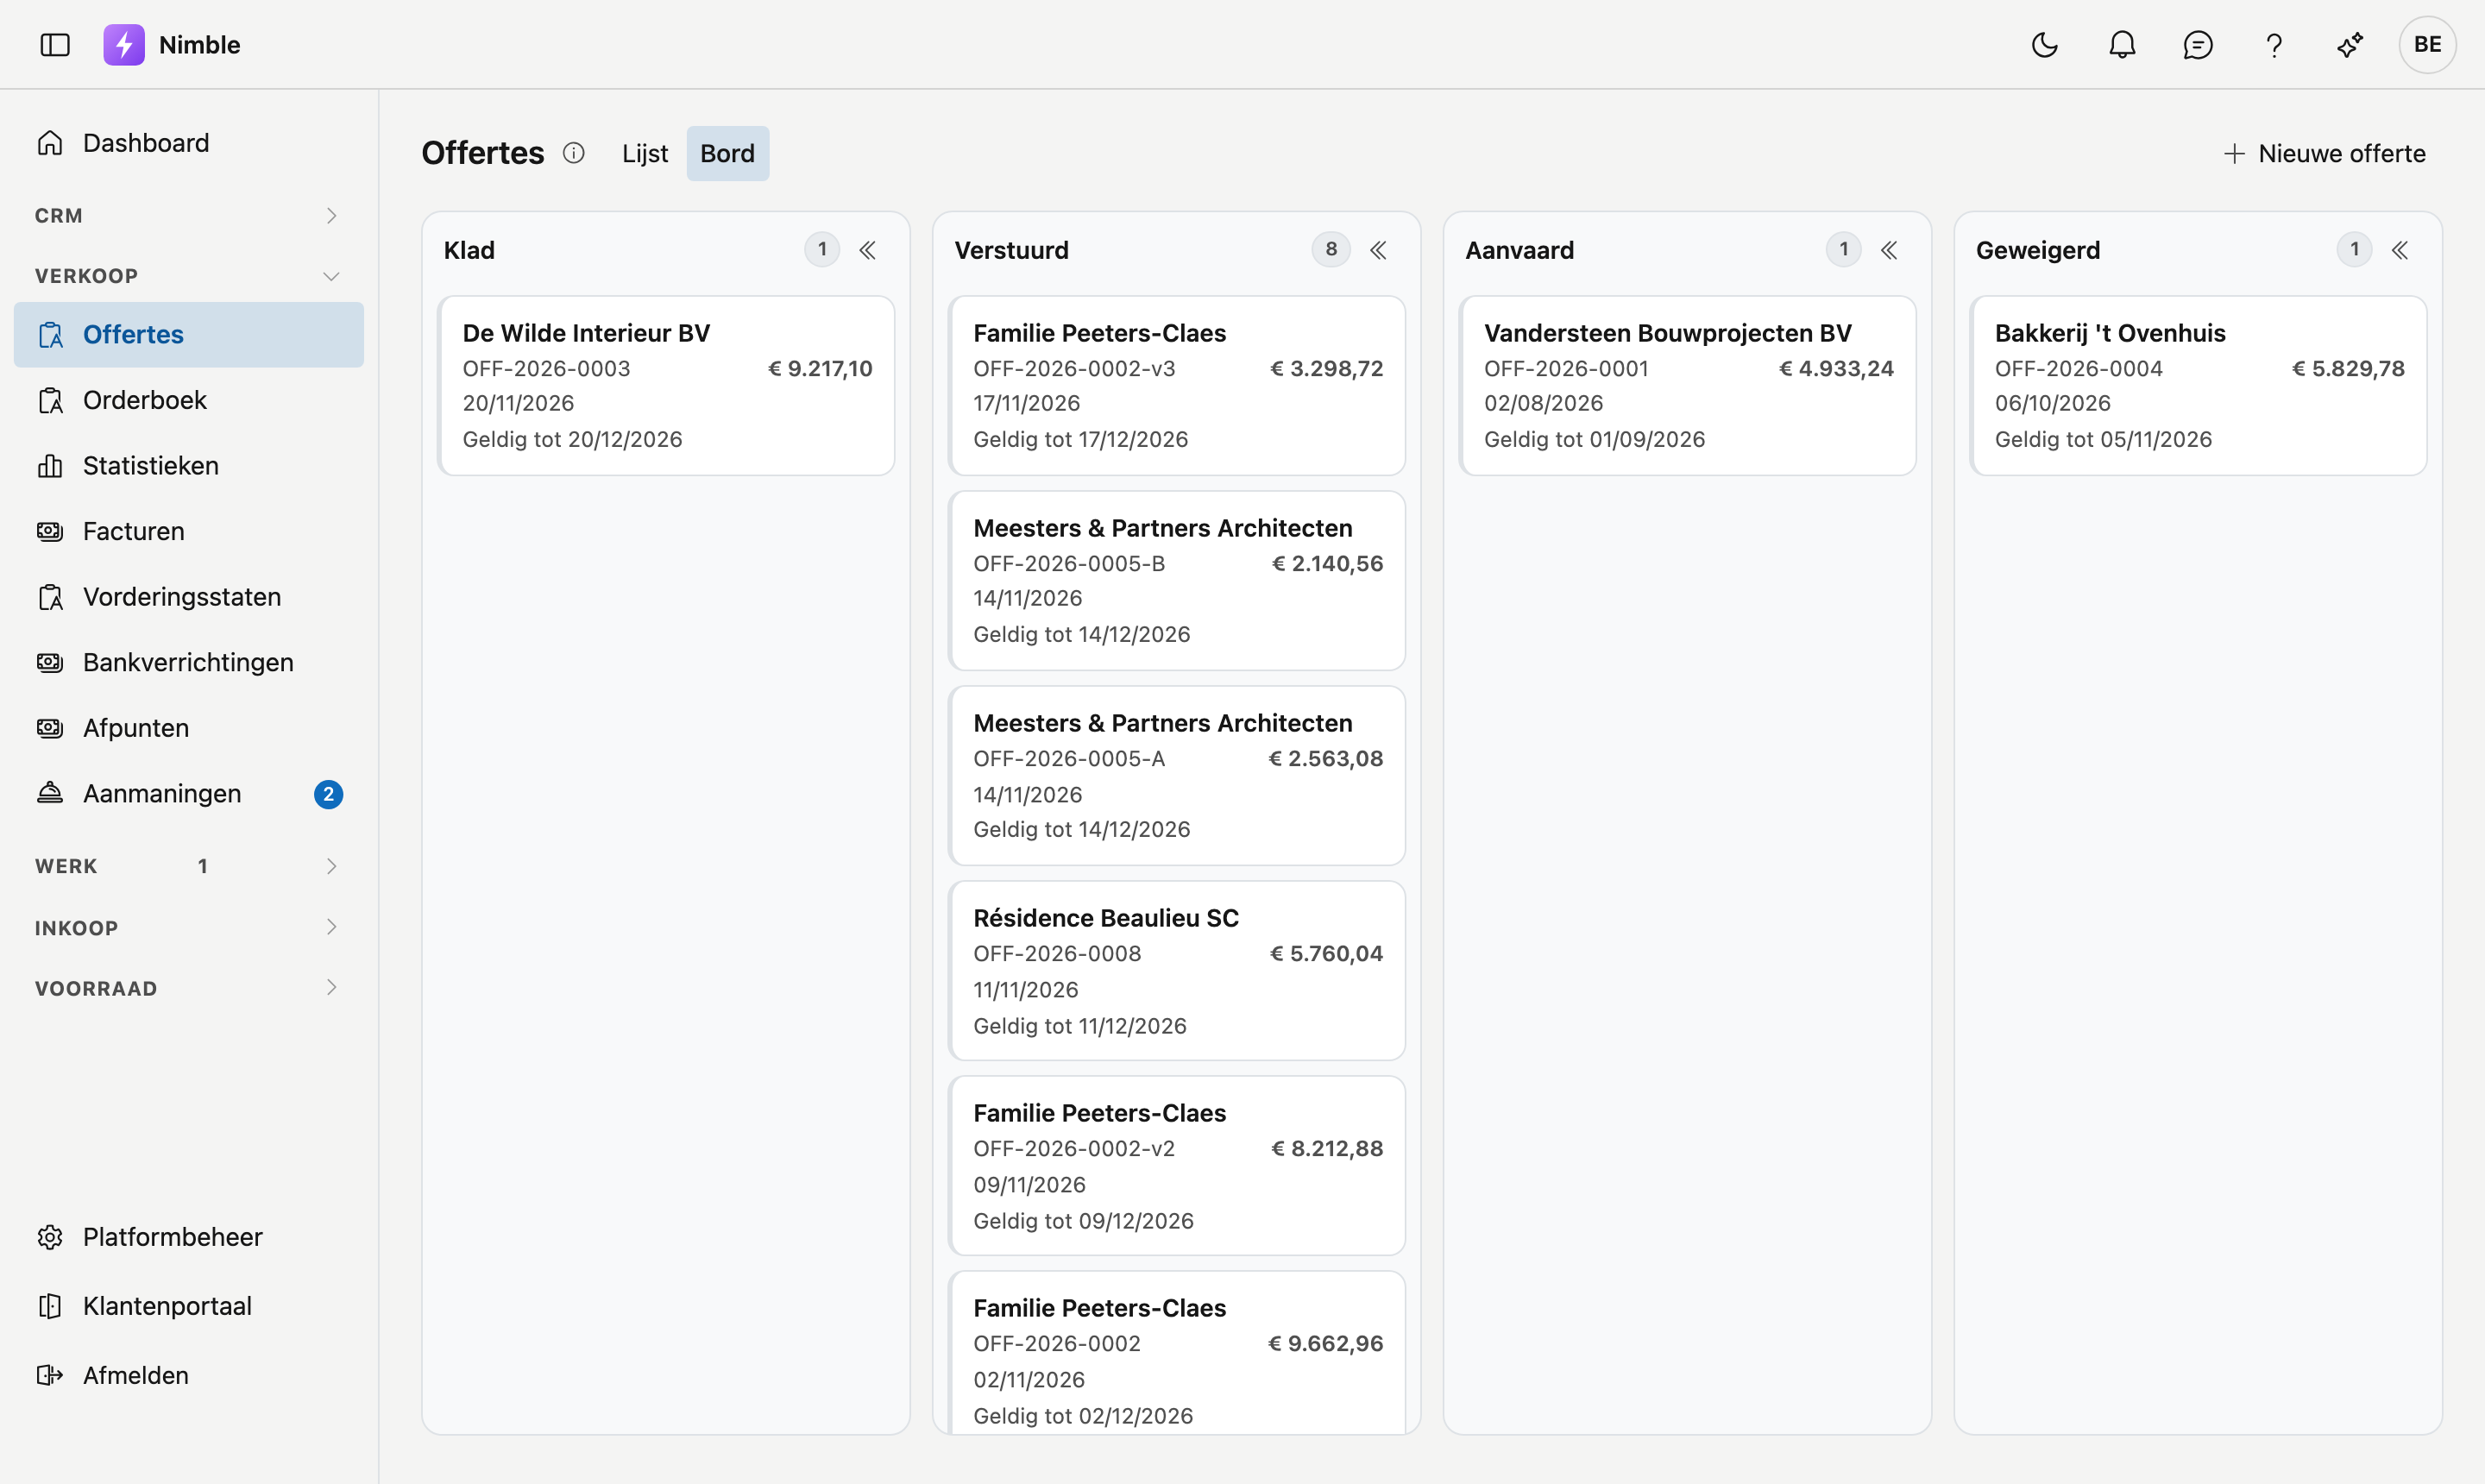 Nimble
BE
Dashboard
CRM
VERKOOP
Offertes
Orderboek
Statistieken
Facturen
Vorderingsstaten
Bankverrichtingen
Afpunten
Aanmaningen 2
WERK 1
INKOOP
VOORRAAD
Platformbeheer
Klantenportaal
Afmelden
Offertes Lijst Bord
Nieuwe offerte
Klad 1
De Wilde Interieur BV
OFF-2026-0003 € 9.217,10
20/11/2026
Geldig tot 20/12/2026
Verstuurd 8
Familie Peeters-Claes
OFF-2026-0002-v3 € 3.298,72
17/11/2026
Geldig tot 17/12/2026
Meesters & Partners Architecten
OFF-2026-0005-B € 2.140,56
14/11/2026
Geldig tot 14/12/2026
Meesters & Partners Architecten
OFF-2026-0005-A € 2.563,08
14/11/2026
Geldig tot 14/12/2026
Résidence Beaulieu SC
OFF-2026-0008 € 5.760,04
11/11/2026
Geldig tot 11/12/2026
Familie Peeters-Claes
OFF-2026-0002-v2 € 8.212,88
09/11/2026
Geldig tot 09/12/2026
Familie Peeters-Claes
OFF-2026-0002 € 9.662,96
02/11/2026
Geldig tot 02/12/2026
Aanvaard 1
Vandersteen Bouwprojecten BV
OFF-2026-0001 € 4.933,24
02/08/2026
Geldig tot 01/09/2026
Geweigerd 1
Bakkerij 't Ovenhuis
OFF-2026-0004 € 5.829,78
06/10/2026
Geldig tot 05/11/2026